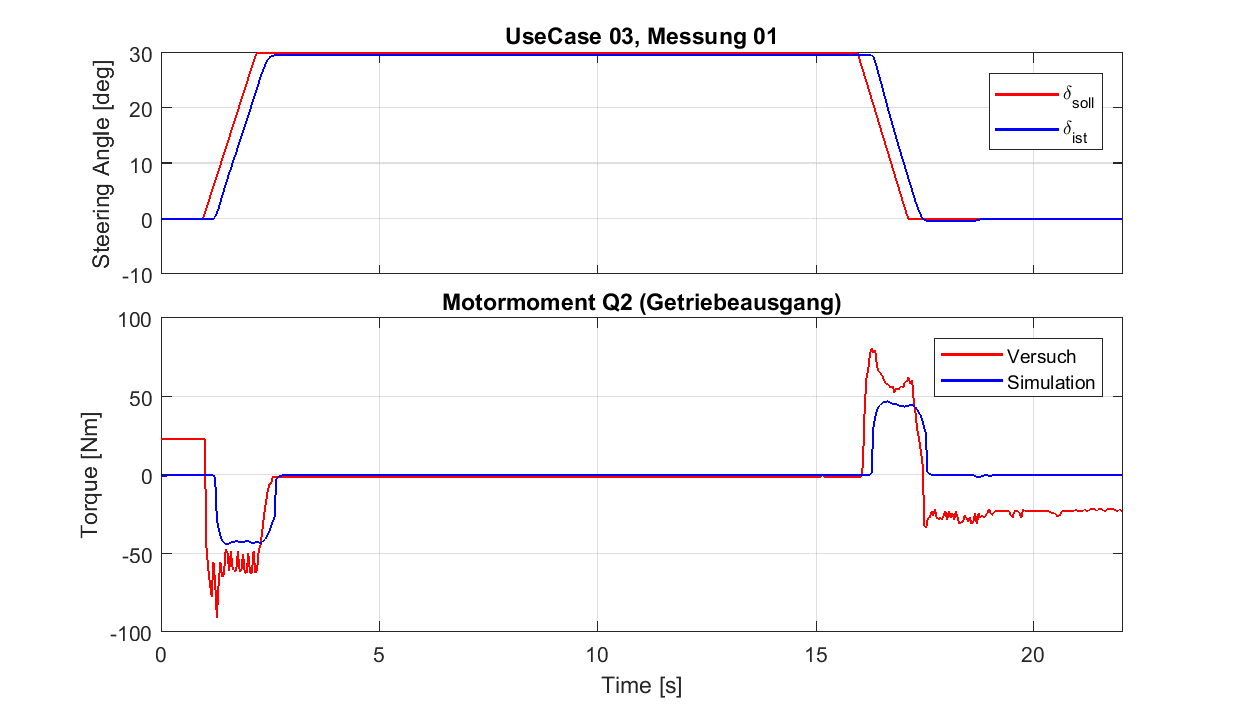 UseCase 03, Messung 01
Steering Angle [deg]
30
20
10
0
-10
δsoll
δist
Motormoment Q2 (Getriebeausgang)
Torque [Nm]
100
50
0
-50
-100
Versuch
Simulation
0 5 10 15 20
Time [s]